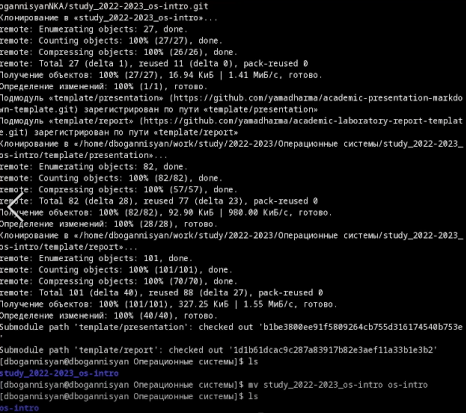 ogannisyanNKA/study_2022-2023_os-intro.git
Клонирование в «study_2022-2023_os-intro»...
remote: Enumerating objects: 27, done.
remote: Counting objects: 100% (27/27), done.
remote: Compressing objects: 100% (26/26), done.
remote: Total 27 (delta 1), reused 11 (delta 0), pack-reused 0
Получение объектов: 100% (27/27), 16.94 КиБ | 1.41 МиБ/с, готово.
Определение изменений: 100% (1/1), готово.
Подмодуль «template/presentation» (https://github.com/yamadharma/academic-presentation-markdo
wn-template.git) зарегистрирован по пути «template/presentation»
Подмодуль «template/report» (https://github.com/yamadharma/academic-laboratory-report-templat
e.git) зарегистрирован по пути «template/report»
Клонирование в «/home/dbogannisyan/work/study/2022-2023/Операционные системы/study_2022-2023_
os-intro/template/presentation»...
remote: Enumerating objects: 82, done.
remote: Counting objects: 100% (82/82), done.
remote: Compressing objects: 100% (57/57), done.
remote: Total 82 (delta 28), reused 77 (delta 23), pack-reused 0
Получение объектов: 100% (82/82), 92.90 КиБ | 980.00 КиБ/с, готово.
Определение изменений: 100% (28/28), готово.
Клонирование в «/home/dbogannisyan/work/study/2022-2023/Операционные системы/study_2022-2023_
os-intro/template/report»...
remote: Enumerating objects: 101, done.
remote: Counting objects: 100% (101/101), done.
remote: Compressing objects: 100% (70/70), done.
remote: Total 101 (delta 40), reused 88 (delta 27), pack-reused 0
Получение объектов: 100% (101/101), 327.25 КиБ | 1.55 МиБ/с, готово.
Определение изменений: 100% (40/40), готово.
Submodule path 'template/presentation': checked out 'b1be3800ee91f5809264cb755d316174540b753e
'
Submodule path 'template/report': checked out '1d1b61dcac9c287a83917b82e3aef11a33b1e3b2'
[dbogannisyan@dbogannisyan Операционные системы]$ ls
study_2022-2023_os-intro
[dbogannisyan@dbogannisyan Операционные системы]$ mv study_2022-2023_os-intro os-intro
[dbogannisyan@dbogannisyan Операционные системы]$ ls
os-intro